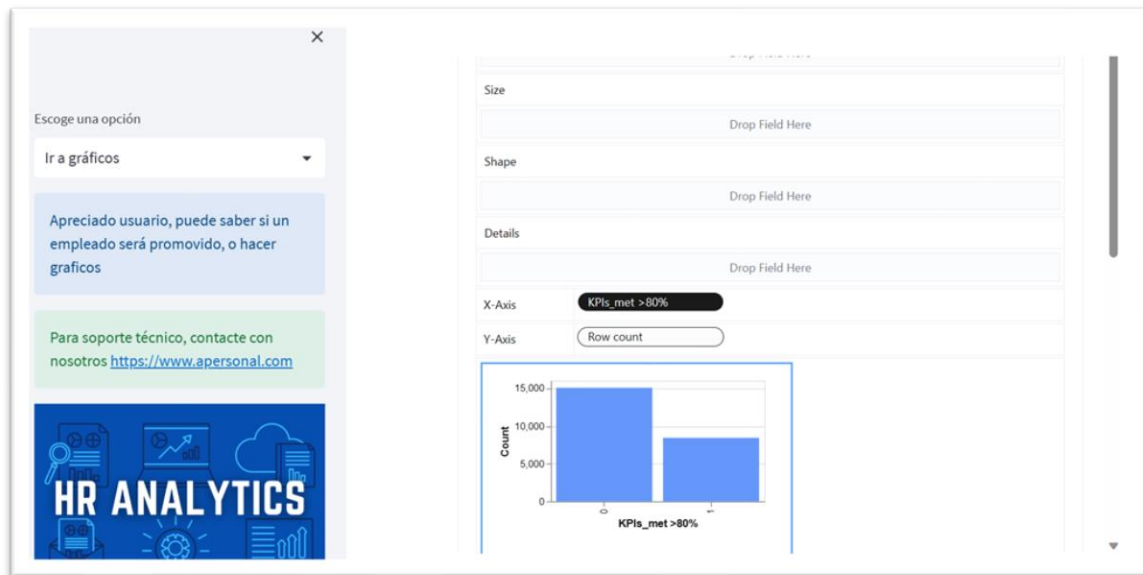 ×
Escoge una opción
Ir a gráficos
Apreciado usuario, puede saber si un
empleado será promovido, o hacer
graficos
Para soporte técnico, contacte con
nosotros https://www.apersonal.com
HR ANALYTICS
Size
Drop Field Here
Shape
Drop Field Here
Details
Drop Field Here
X-Axis KPIs_met >80%
Y-Axis Row count
15,000
10,000
5,000
0
Count
0 1
KPIs_met >80%